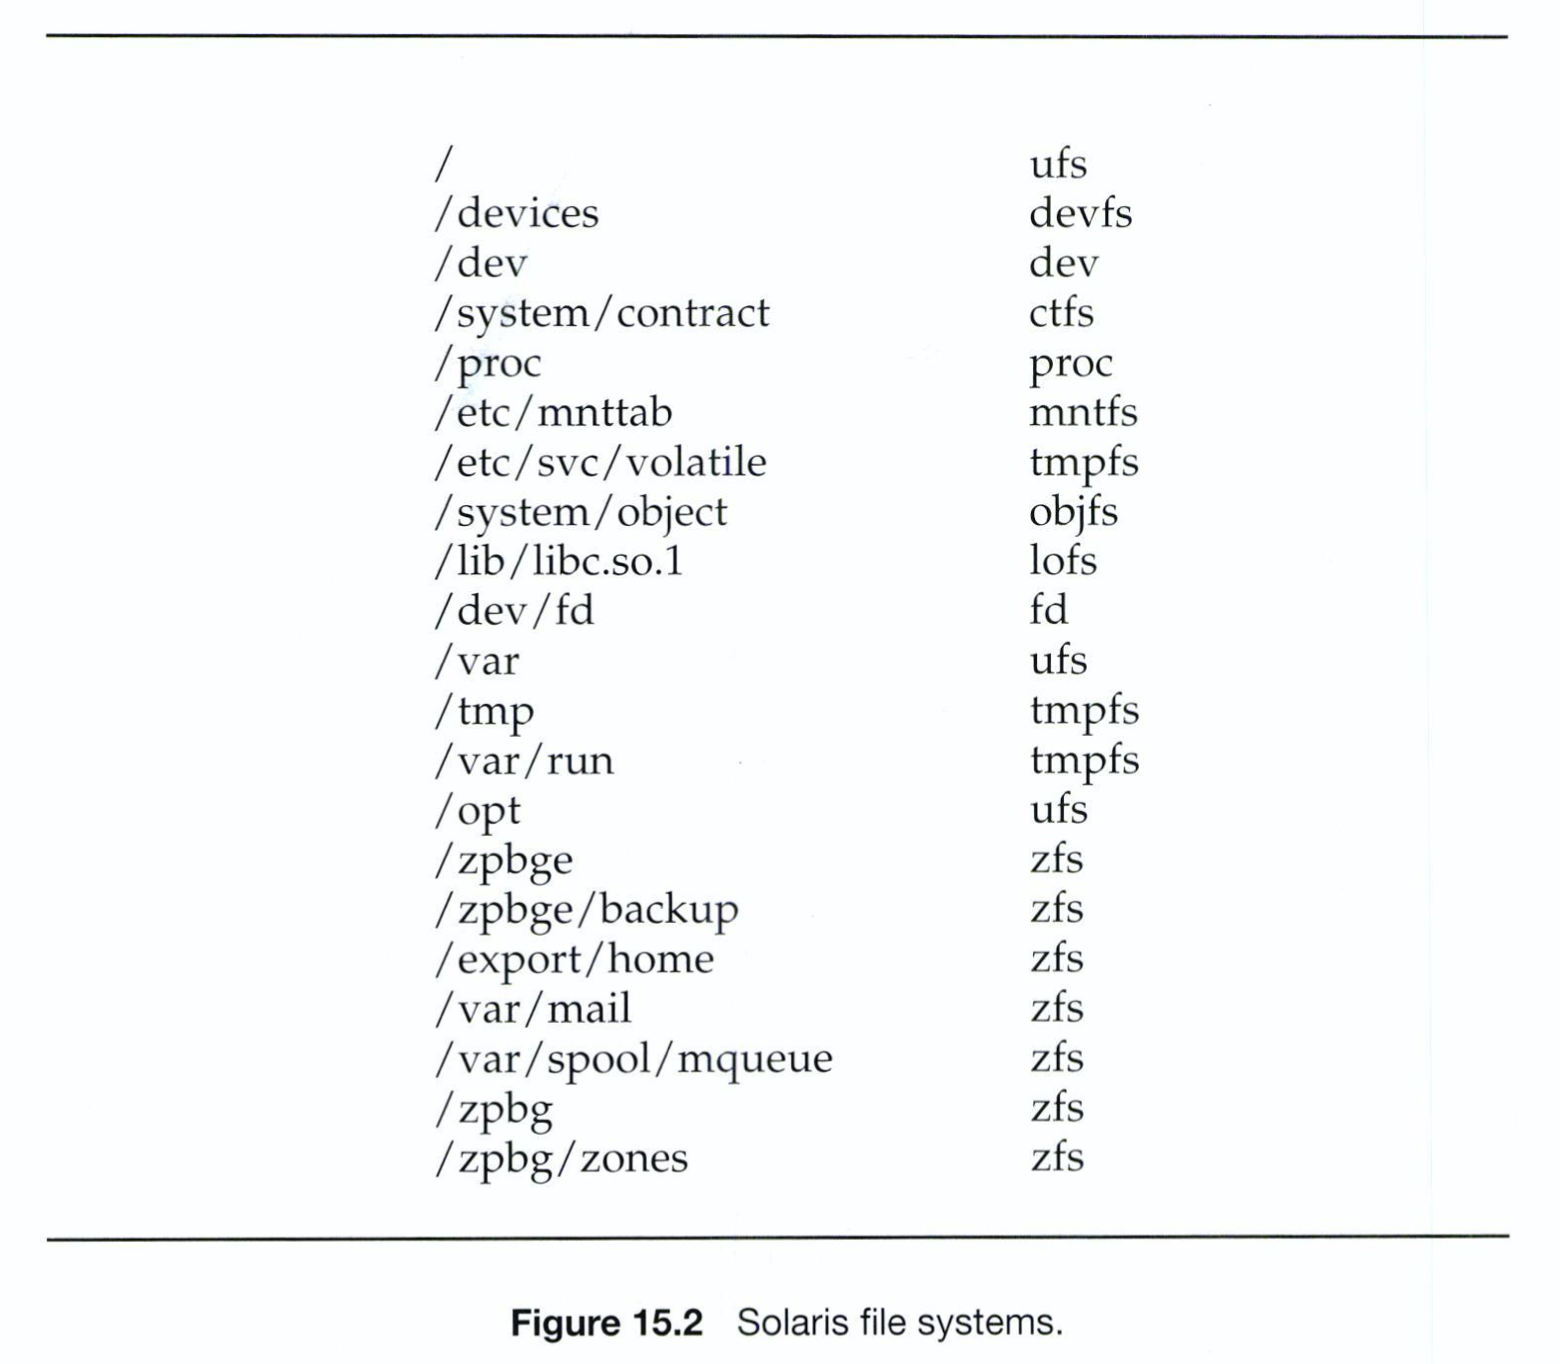 / ufs
/devices devfs
/dev dev
/system/contract ctfs
/proc proc
/etc/mnttab mntfs
/etc/svc/volatile tmpfs
/system/object objfs
/lib/libc.so.1 lofs
/dev/fd fd
/var ufs
/tmp tmpfs
/var/run tmpfs
/opt ufs
/zpbge zfs
/zpbge/backup zfs
/export/home zfs
/var/mail zfs
/var/spool/mqueue zfs
/zpbg zfs
/zpbg/zones zfs
Figure 15.2 Solaris file systems.